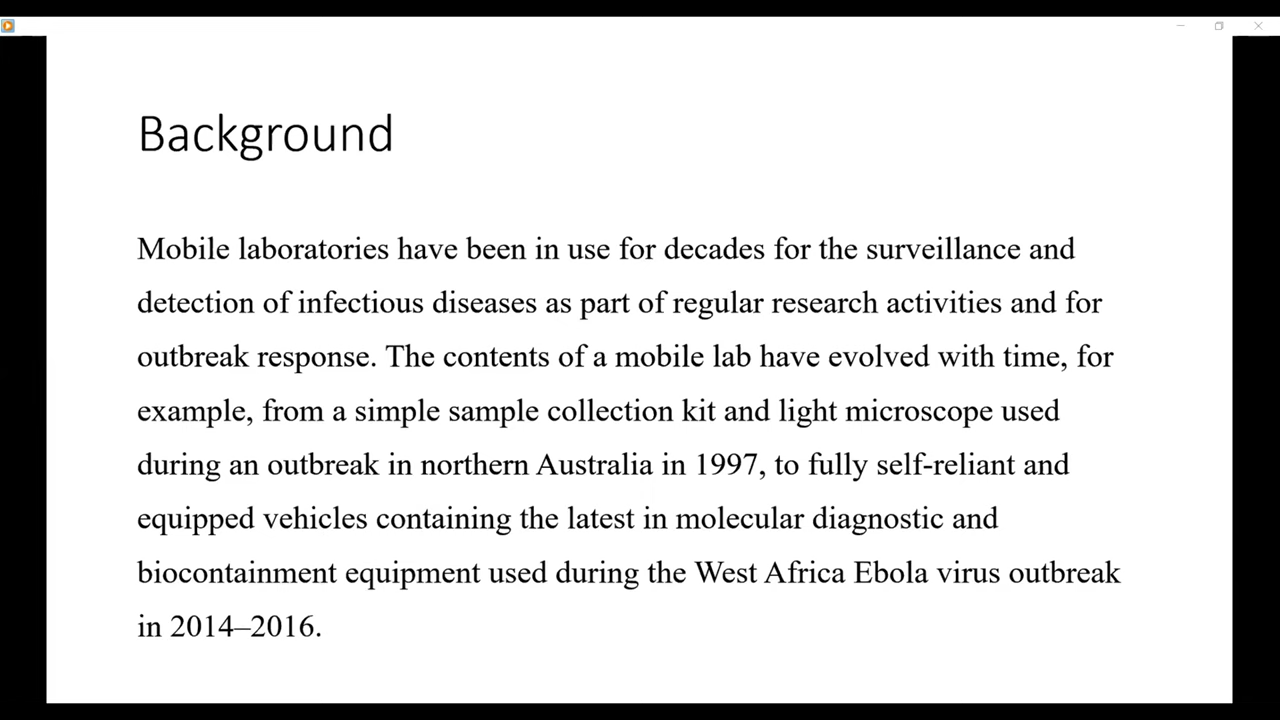 Background
Mobile laboratories have been in use for decades for the surveillance and
detection of infectious diseases as part of regular research activities and for
outbreak response. The contents of a mobile lab have evolved with time, for
example, from a simple sample collection kit and light microscope used
during an outbreak in northern Australia in 1997, to fully self-reliant and
equipped vehicles containing the latest in molecular diagnostic and
biocontainment equipment used during the West Africa Ebola virus outbreak
in 2014–2016.